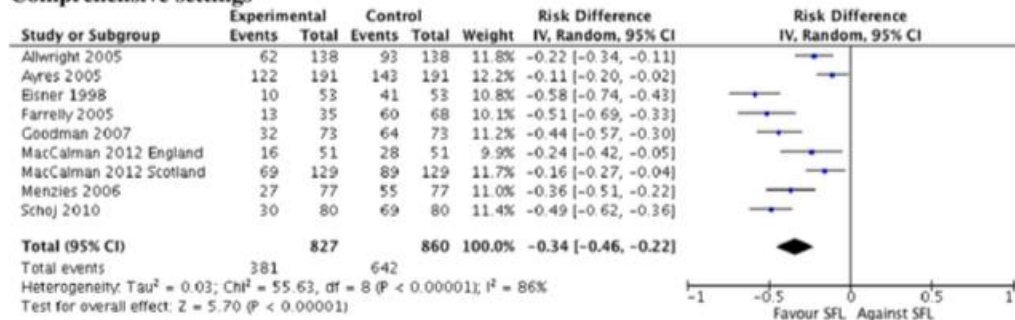 Comprehensive settings
Experimental Control Risk Difference Risk Difference
Study or Subgroup Events Total Events Total Weight IV, Random, 95% CI IV, Random, 95% CI
Allwright 2005 62 138 93 138 11.8% -0.22 [-0.34, -0.11]
Ayres 2005 122 191 143 191 12.2% -0.11 [-0.20, -0.02]
Eisner 1998 10 53 41 53 10.8% -0.58 [-0.74, -0.43]
Farrelly 2005 13 35 60 68 10.1% -0.51 [-0.69, -0.33]
Goodman 2007 32 73 64 73 11.2% -0.44 [-0.57, -0.30]
MacCalman 2012 England 16 51 28 51 9.9% -0.24 [-0.42, -0.05]
MacCalman 2012 Scotland 69 129 89 129 11.7% -0.16 [-0.27, -0.04]
Menzies 2006 27 77 55 77 11.0% -0.36 [-0.51, -0.22]
Schoj 2010 30 80 69 80 11.4% -0.49 [-0.62, -0.36]
Total (95% CI) 827 860 100.0% -0.34 [-0.46, -0.22]
Total events 381 642
Heterogeneity: Tau² = 0.03; Chi² = 55.63, df = 8 (P < 0.00001); I² = 86%
Test for overall effect: Z = 5.70 (P < 0.00001)
-1 -0.5 0 0.5 1
Favour SFL Against SFL